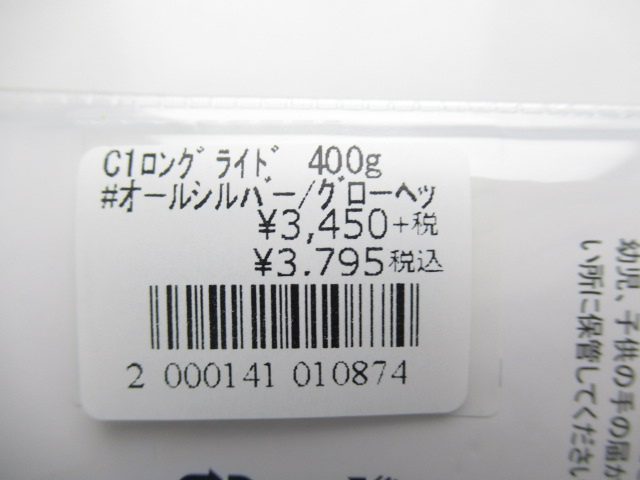 C1ﾛﾝｸﾞﾗｲﾄﾞ 400g
#オールシルバー/グローヘッ
¥3,450+税
¥3.795税込
2 000141 010874
幼児、子供の手の届か
い所に保管してくださ